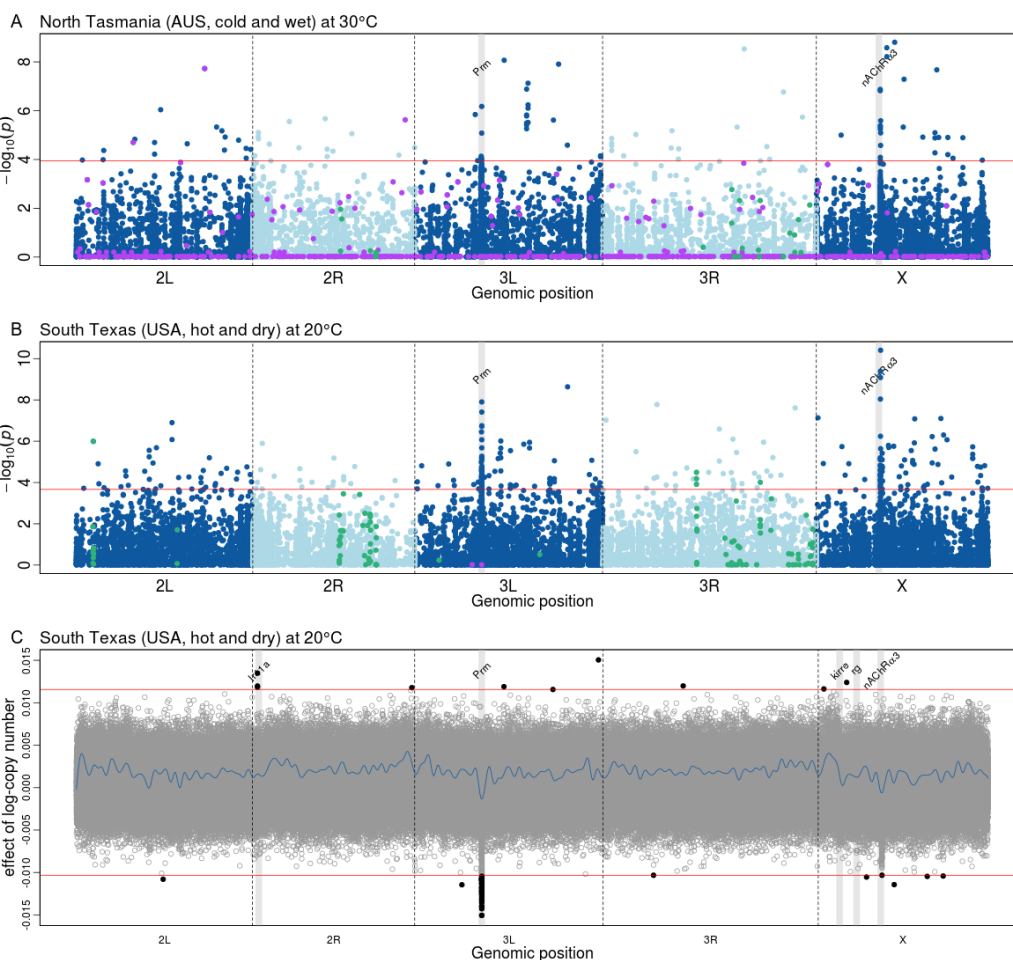 A North Tasmania (AUS, cold and wet) at 30°C
−log₁₀(p)
8
6
4
2
0
Prm
nAChRα3
2L 2R 3L 3R X
Genomic position
B South Texas (USA, hot and dry) at 20°C
−log₁₀(p)
10
8
6
4
2
0
Prm
nAChRα3
2L 2R 3L 3R X
Genomic position
C South Texas (USA, hot and dry) at 20°C
effect of log-copy number
0.015
0.010
0.005
0.000
-0.005
-0.010
-0.015
Prm
kirre
rg
nAChRα3
2L 2R 3L 3R X
Genomic position